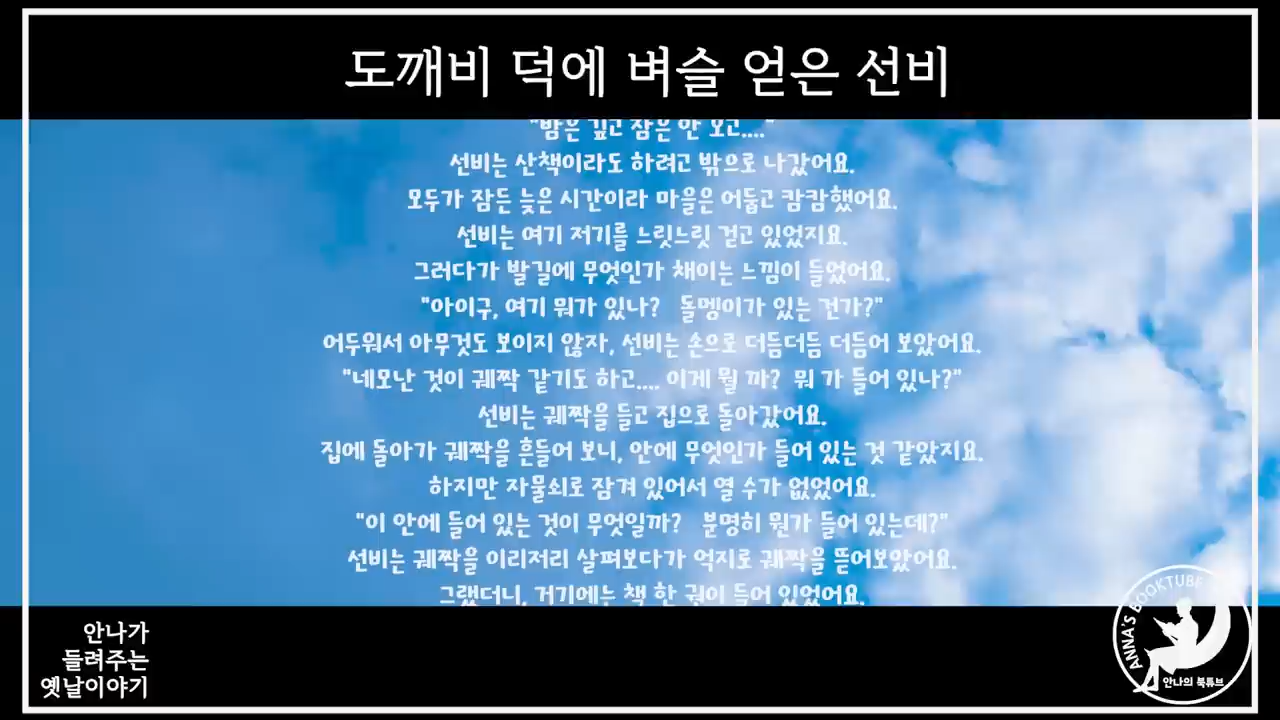 도깨비 덕에 벼슬 얻은 선비
"밤은 깊고 잠은 안 오고...."
선비는 산책이라도 하려고 밖으로 나갔어요.
모두가 잠든 늦은 시간이라 마을은 어둡고 캄캄했어요.
선비는 여기 저기를 느릿느릿 걷고 있었지요.
그러다가 발길에 무엇인가 채이는 느낌이 들었어요.
"아이구, 여기 뭐가 있나? 돌멩이가 있는 건가?"
어두워서 아무것도 보이지 않자, 선비는 손으로 더듬더듬 더듬어 보았어요.
"네모난 것이 궤짝 같기도 하고.... 이게 뭘 까? 뭐 가 들어 있나?"
선비는 궤짝을 들고 집으로 돌아갔어요.
집에 돌아가 궤짝을 흔들어 보니, 안에 무엇인가 들어 있는 것 같았지요.
하지만 자물쇠로 잠겨 있어서 열 수가 없었어요.
"이 안에 들어 있는 것이 무엇일까? 분명히 뭔가 들어 있는데?"
선비는 궤짝을 이리저리 살펴보다가 억지로 궤짝을 뜯어보았어요.
그랬더니, 거기에는 책 한 권이 들어 있었어요.
안나가
들려주는
옛날이야기
ANNA'S BOOKTUBE
안나의 북튜브